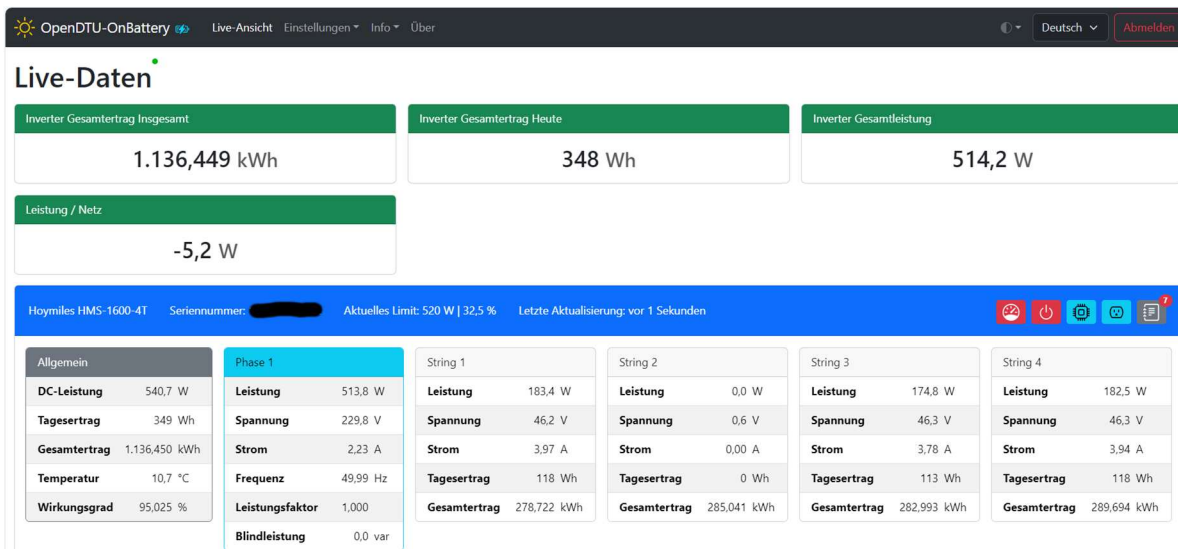 OpenDTU-OnBattery Live-Ansicht Einstellungen Info Über Deutsch Abmelden
Live-Daten
Inverter Gesamtertrag Insgesamt
1.136,449 kWh
Inverter Gesamtertrag Heute
348 Wh
Inverter Gesamtleistung
514,2 W
Leistung / Netz
-5,2 W
Hoymiles HMS-1600-4T Seriennummer: Aktuelles Limit: 520 W | 32,5 % Letzte Aktualisierung: vor 1 Sekunden 7
Allgemein
DC-Leistung 540,7 W
Tagesertrag 349 Wh
Gesamtertrag 1.136,450 kWh
Temperatur 10,7 °C
Wirkungsgrad 95,025 %
Phase 1
Leistung 513,8 W
Spannung 229,8 V
Strom 2,23 A
Frequenz 49,99 Hz
Leistungsfaktor 1,000
Blindleistung 0,0 var
String 1
Leistung 183,4 W
Spannung 46,2 V
Strom 3,97 A
Tagesertrag 118 Wh
Gesamtertrag 278,722 kWh
String 2
Leistung 0,0 W
Spannung 0,6 V
Strom 0,00 A
Tagesertrag 0 Wh
Gesamtertrag 285,041 kWh
String 3
Leistung 174,8 W
Spannung 46,3 V
Strom 3,78 A
Tagesertrag 113 Wh
Gesamtertrag 282,993 kWh
String 4
Leistung 182,5 W
Spannung 46,3 V
Strom 3,94 A
Tagesertrag 118 Wh
Gesamtertrag 289,694 kWh